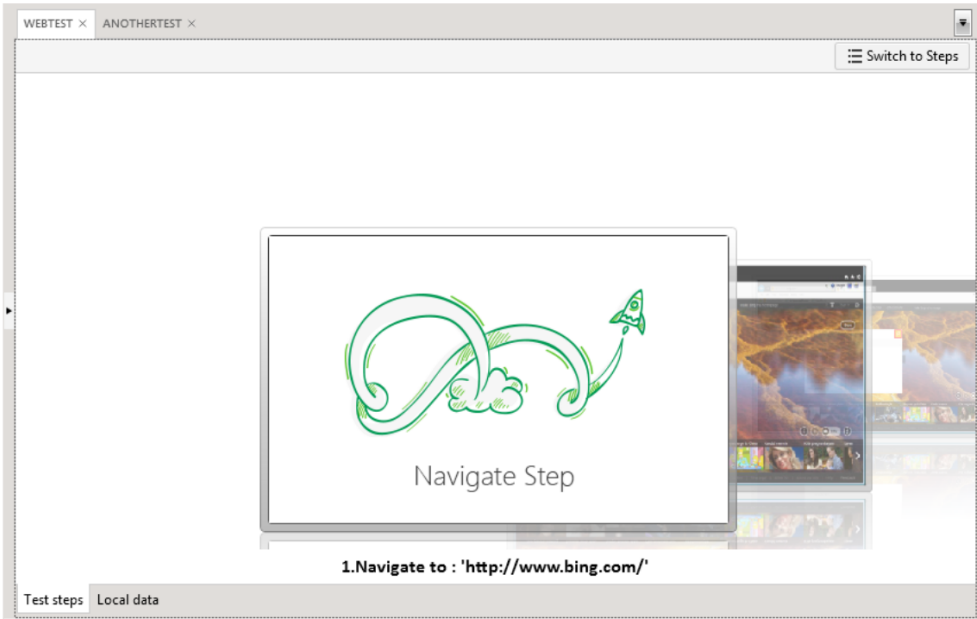 WEBTEST × ANOTHERTEST ×
Switch to Steps
Navigate Step
1.Navigate to : 'http://www.bing.com/'
Test steps Local data